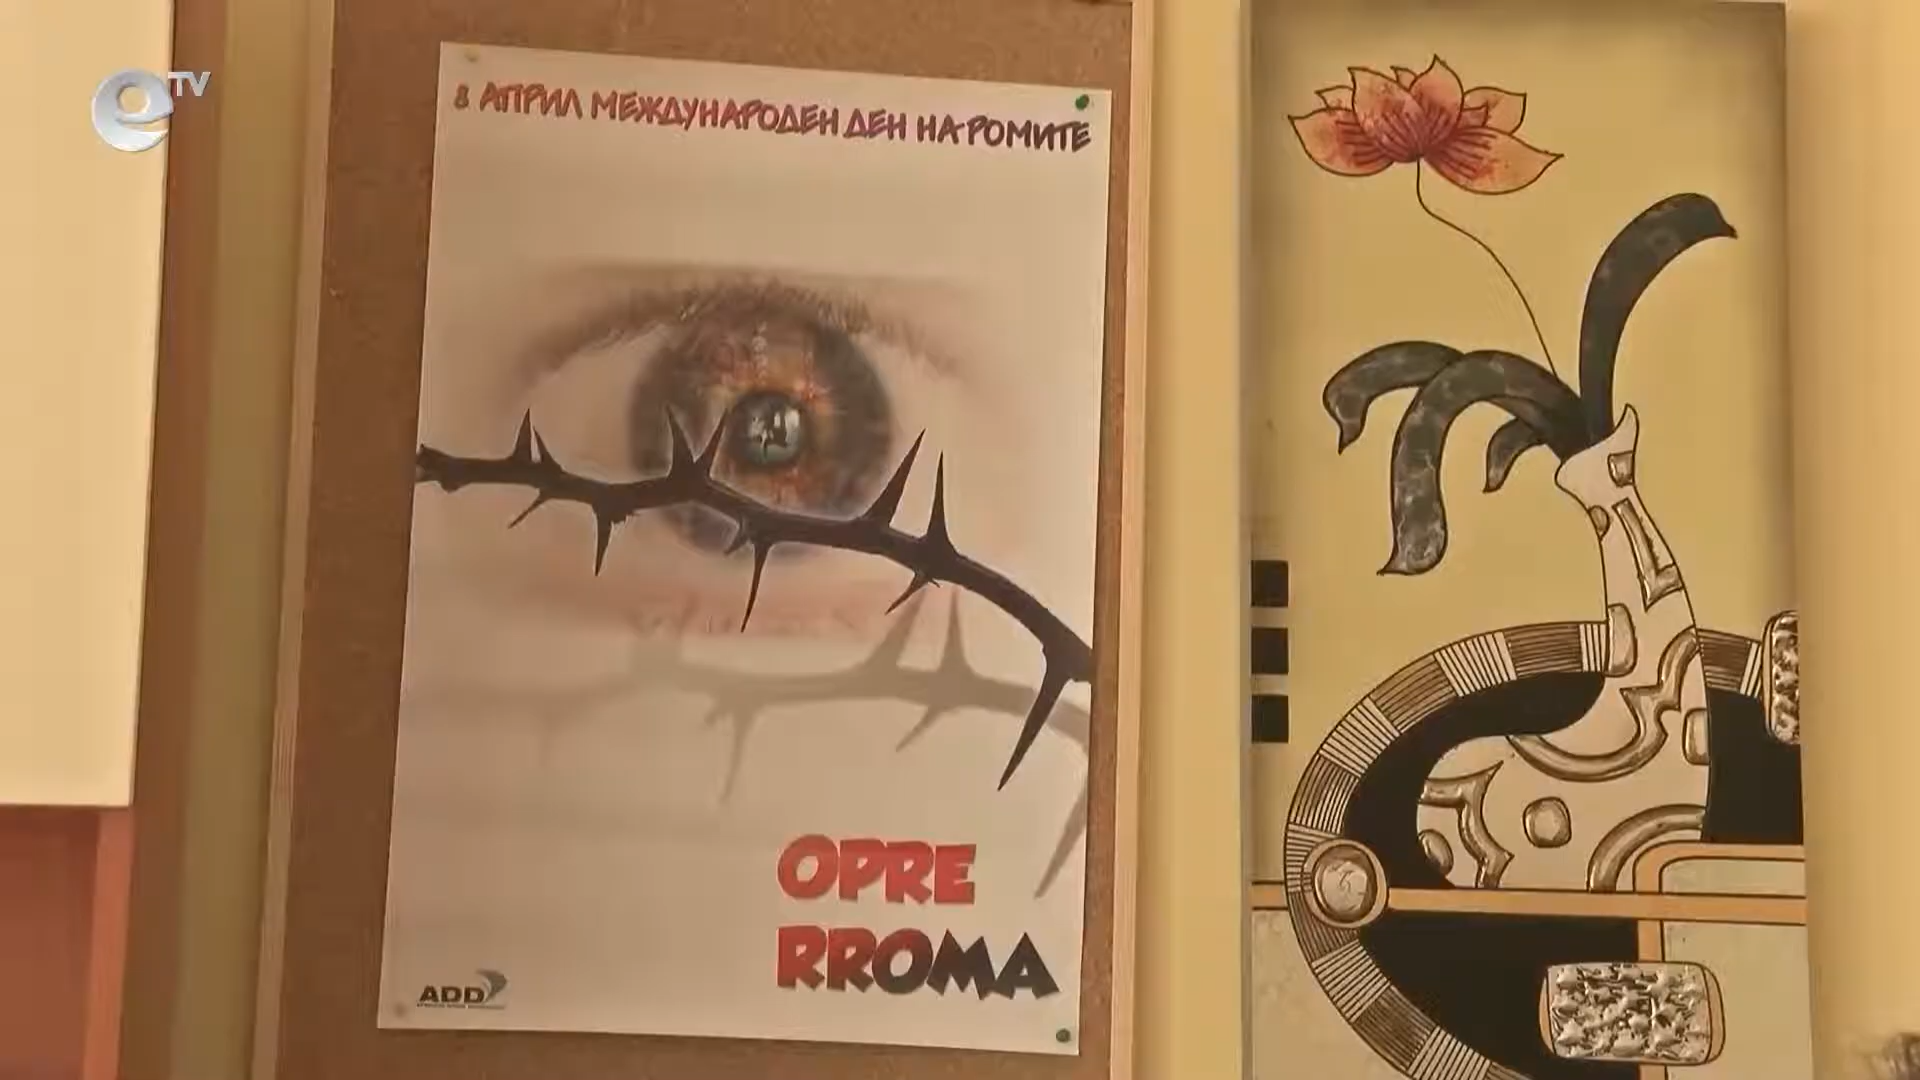 e TV
8 АПРИЛ МЕЖДУНАРОДЕН ДЕН НА РОМИТЕ
OPRE
RROMA
ADD